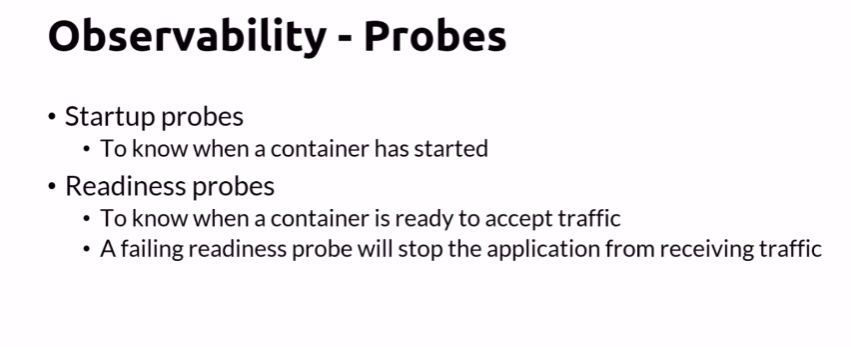 Observability - Probes
• Startup probes
• To know when a container has started
• Readiness probes
• To know when a container is ready to accept traffic
• A failing readiness probe will stop the application from receiving traffic